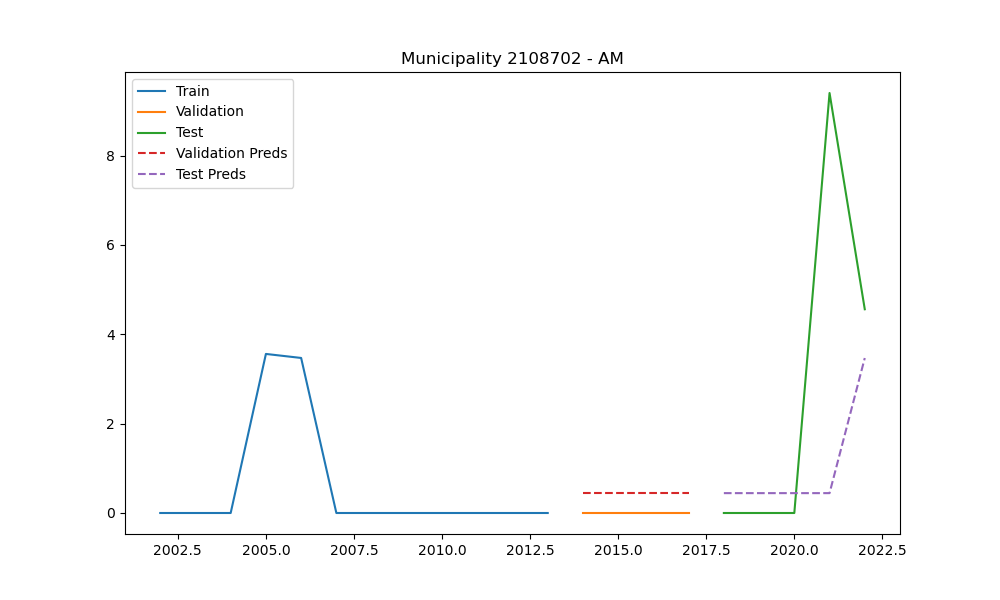 Municipality 2108702 - AM
Train
Validation
Test
Validation Preds
Test Preds
8
6
4
2
0
2002.5 2005.0 2007.5 2010.0 2012.5 2015.0 2017.5 2020.0 2022.5